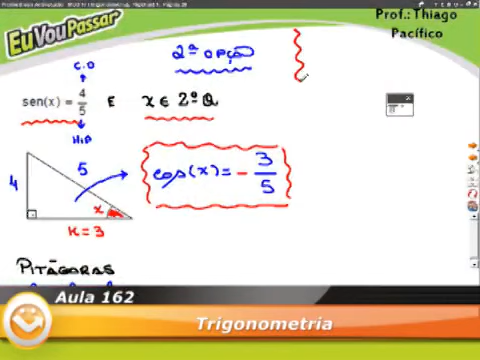 EuVouPassar
Prof.: Thiago
Pacífico
2ª OPÇÃO
C.O
sen(x) = 4/5 E x ∈ 2º Q
HIP
4
5
cos(x) = - 3/5
x
K = 3
PITÁGORAS
Aula 162
Trigonometria